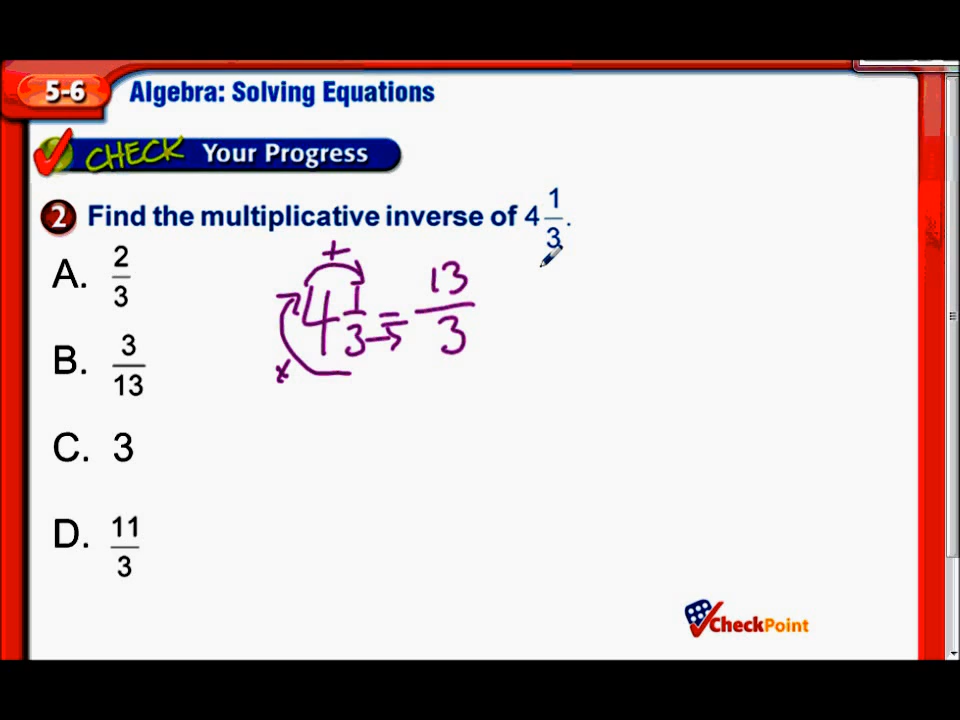 5-6 Algebra: Solving Equations
CHECK Your Progress
2 Find the multiplicative inverse of 4 1/3.
A. 2/3
B. 3/13
C. 3
D. 11/3
+
4 1/3 = 13/3
x
CheckPoint